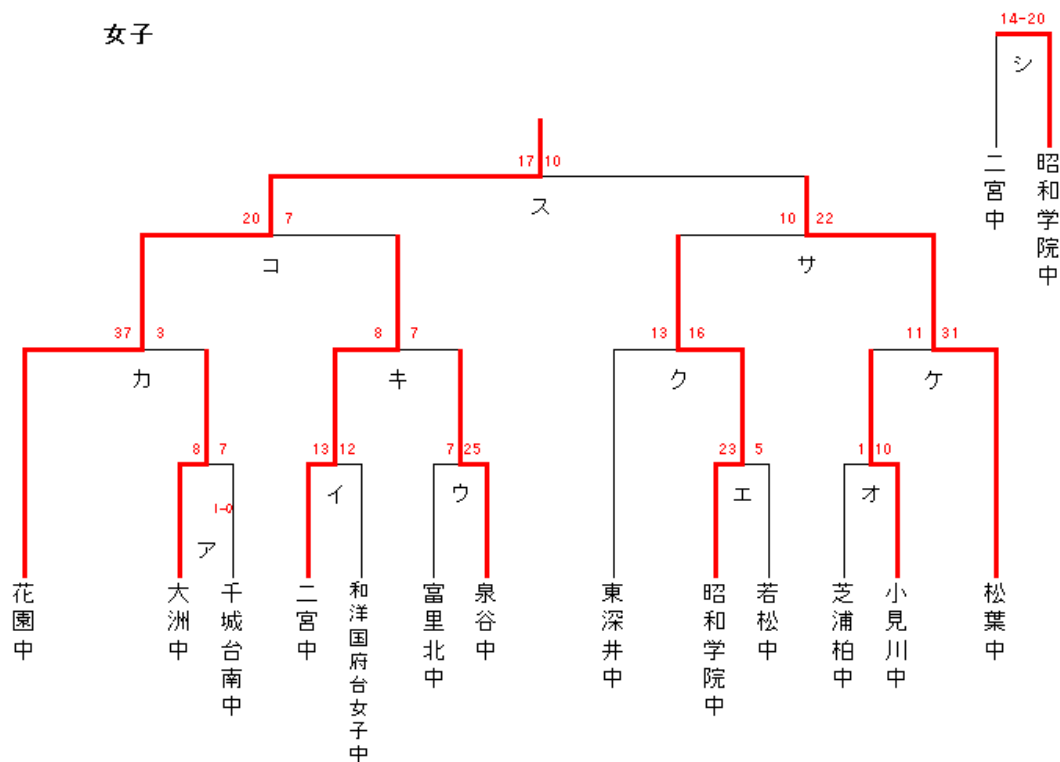 女子
14-20
シ
二宮中
昭和学院中
17 10
ス
20 7
コ
10 22
サ
37 3
カ
8 7
キ
13 16
ク
11 31
ケ
8 7
1-0
ア
13 12
イ
7 25
ウ
23 5
エ
1 10
オ
花園中
大洲中
千城台南中
二宮中
和洋国府台女子中
富里北中
泉谷中
東深井中
昭和学院中
若松中
芝浦柏中
小見川中
松葉中